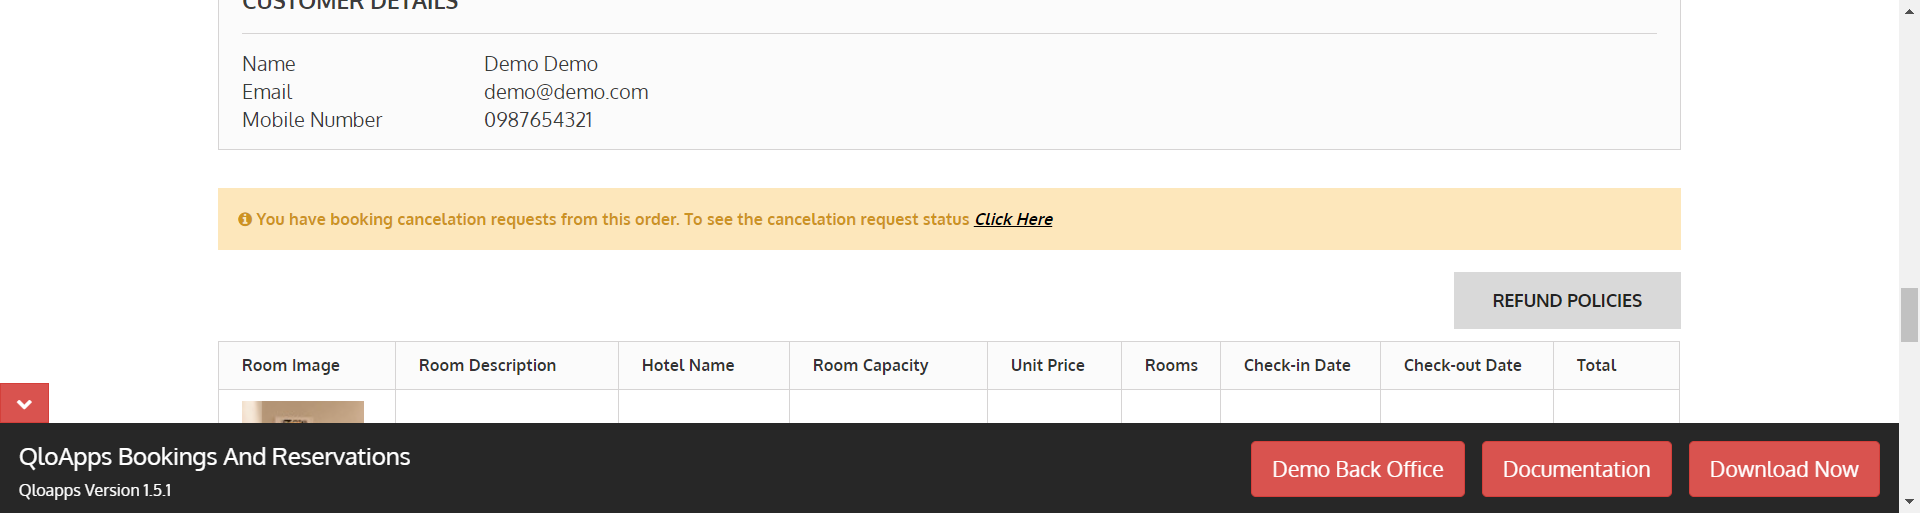 CUSTOMER DETAILS
Name Demo Demo
Email demo@demo.com
Mobile Number 0987654321
You have booking cancelation requests from this order. To see the cancelation request status Click Here
REFUND POLICIES
Room Image Room Description Hotel Name Room Capacity Unit Price Rooms Check-in Date Check-out Date Total
QloApps Bookings And Reservations
Qloapps Version 1.5.1
Demo Back Office Documentation Download Now